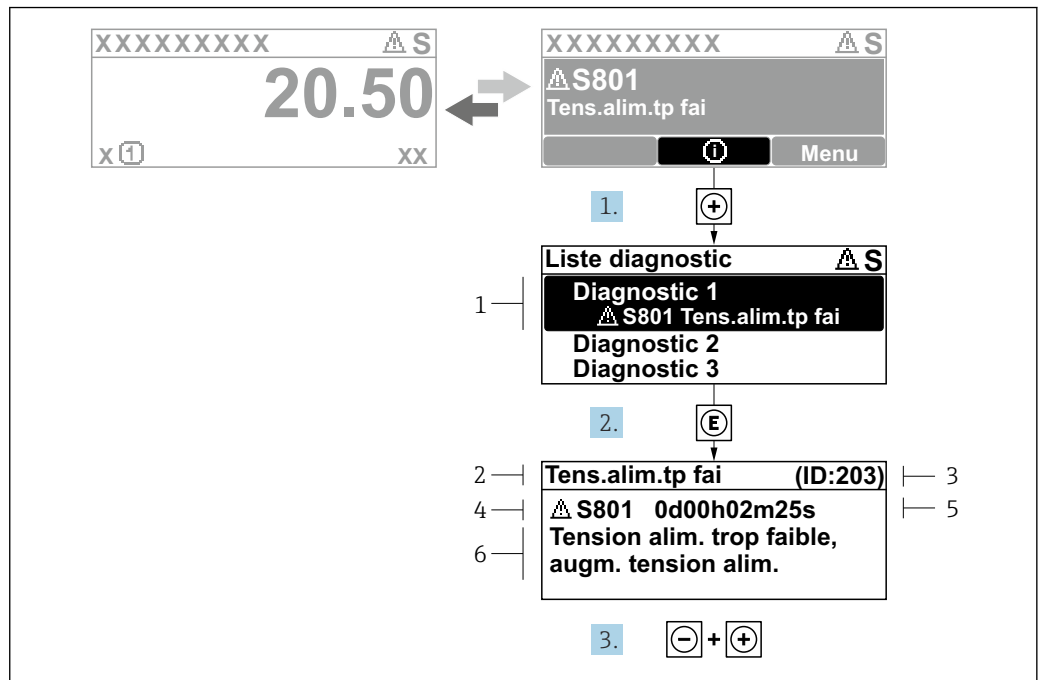 XXXXXXXXX ⚠ S
20.50
x 1 xx
XXXXXXXXX ⚠ S
⚠ S801
Tens.alim.tp fai
i Menu
1. +
Liste diagnostic ⚠ S
1 Diagnostic 1
⚠ S801 Tens.alim.tp fai
Diagnostic 2
Diagnostic 3
2. E
2 Tens.alim.tp fai (ID:203) 3
4 ⚠ S801 0d00h02m25s 5
6 Tension alim. trop faible,
augm. tension alim.
3. - + +